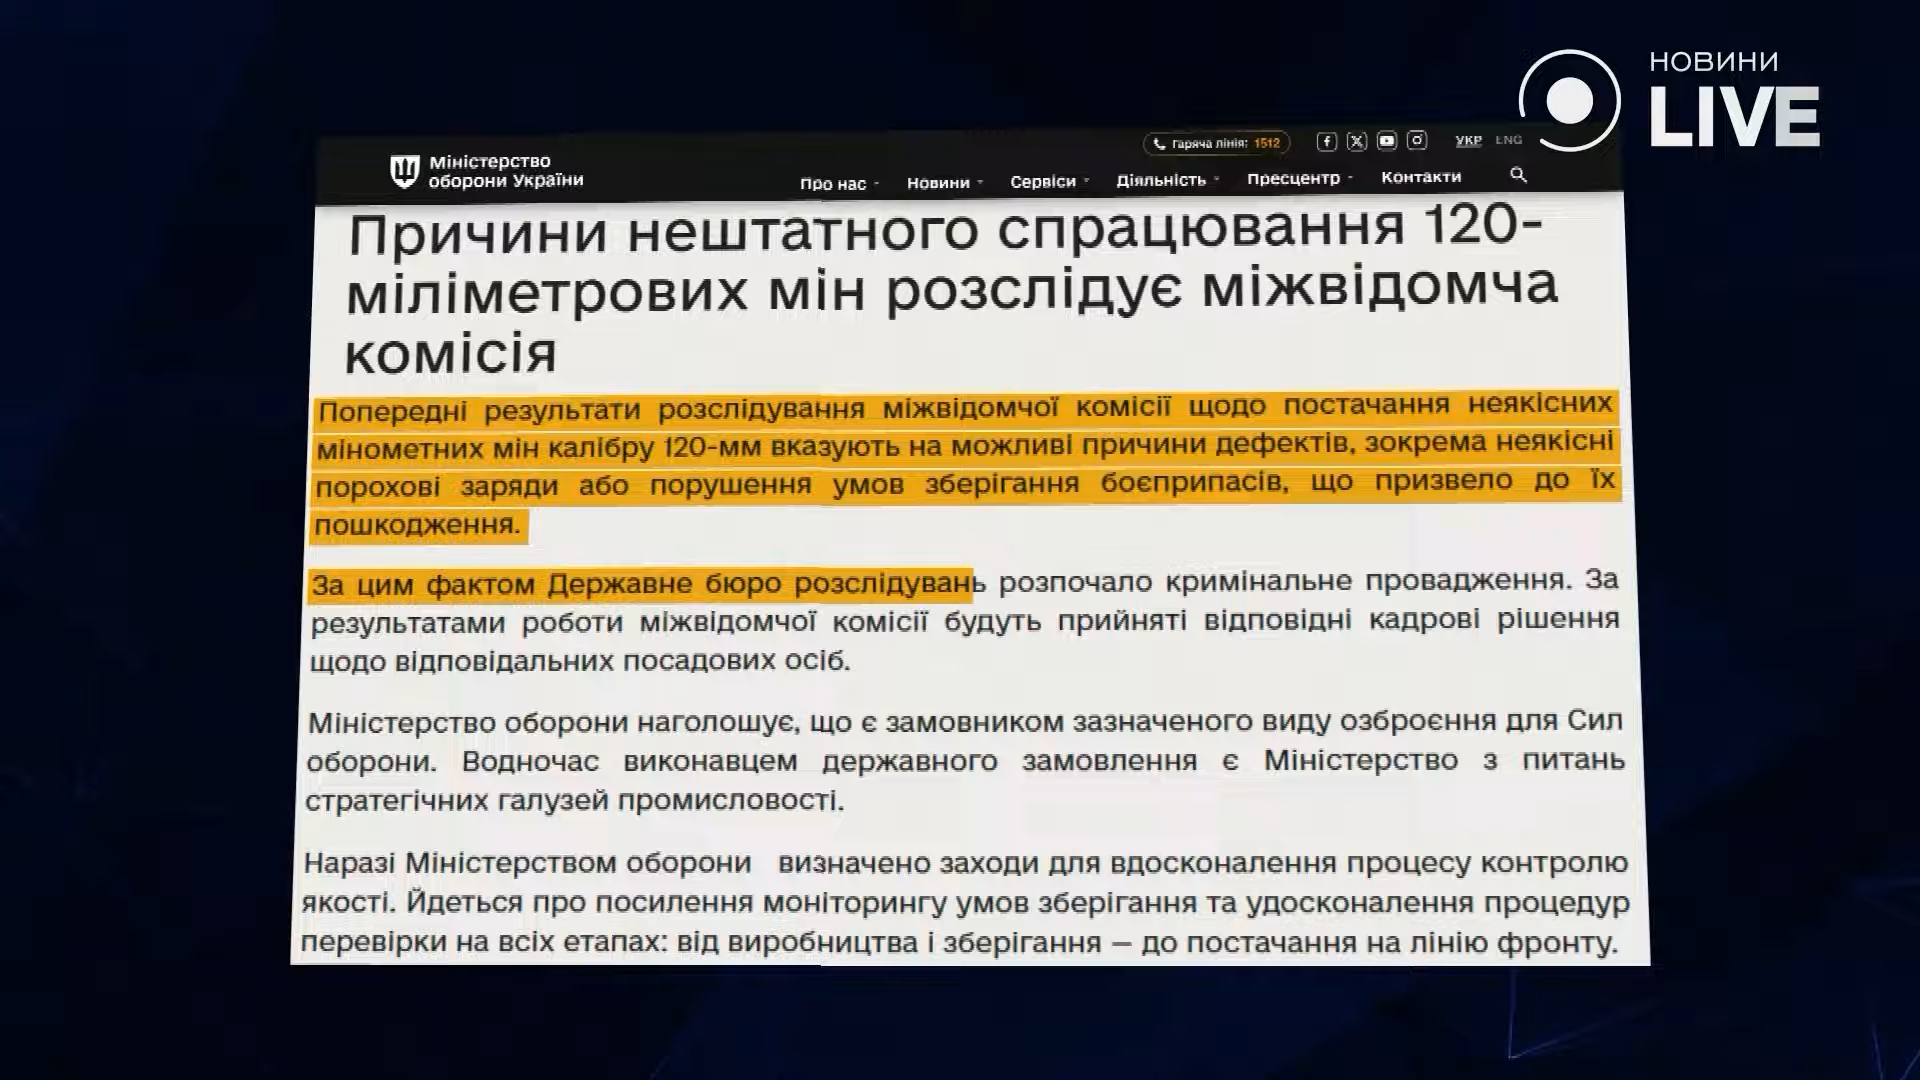 НОВИНИ
LIVE
гаряча лінія: 1512
УКР ENG
Міністерство
оборони України
Про нас Новини Сервіси Діяльність Пресцентр Контакти
Причини нештатного спрацювання 120-
міліметрових мін розслідує міжвідомча
комісія
Попередні результати розслідування міжвідомчої комісії щодо постачання неякісних
мінометних мін калібру 120-мм вказують на можливі причини дефектів, зокрема неякісні
порохові заряди або порушення умов зберігання боєприпасів, що призвело до їх
пошкодження.
За цим фактом Державне бюро розслідувань розпочало кримінальне провадження. За
результатами роботи міжвідомчої комісії будуть прийняті відповідні кадрові рішення
щодо відповідальних посадових осіб.
Міністерство оборони наголошує, що є замовником зазначеного виду озброєння для Сил
оборони. Водночас виконавцем державного замовлення є Міністерство з питань
стратегічних галузей промисловості.
Наразі Міністерством оборони визначено заходи для вдосконалення процесу контролю
якості. Йдеться про посилення моніторингу умов зберігання та удосконалення процедур
перевірки на всіх етапах: від виробництва і зберігання — до постачання на лінію фронту.